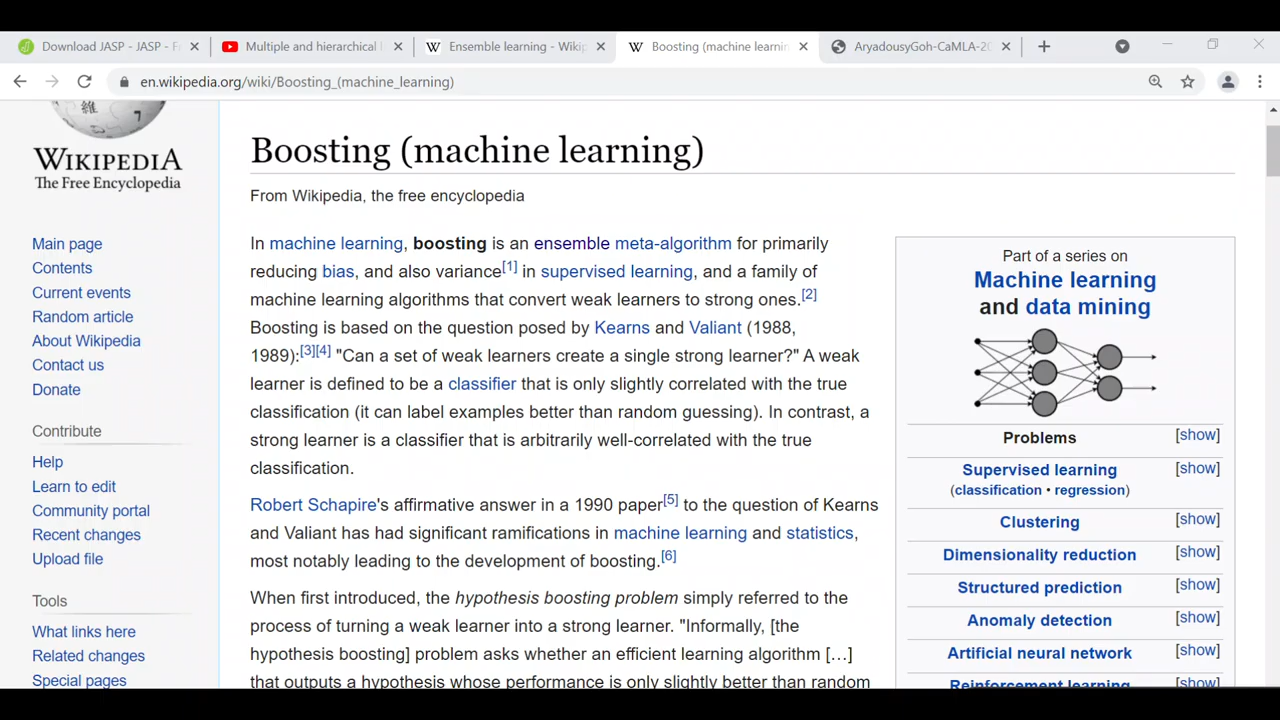 Download JASP - JASP - F
Multiple and hierarchical
Ensemble learning - Wikip
Boosting (machine learnin
AryadousyGoh-CaMLA-20
en.wikipedia.org/wiki/Boosting_(machine_learning)
WIKIPEDIA
The Free Encyclopedia
Main page
Contents
Current events
Random article
About Wikipedia
Contact us
Donate
Contribute
Help
Learn to edit
Community portal
Recent changes
Upload file
Tools
What links here
Related changes
Special pages
Boosting (machine learning)
From Wikipedia, the free encyclopedia
In machine learning, boosting is an ensemble meta-algorithm for primarily
reducing bias, and also variance[1] in supervised learning, and a family of
machine learning algorithms that convert weak learners to strong ones.[2]
Boosting is based on the question posed by Kearns and Valiant (1988,
1989):[3][4] "Can a set of weak learners create a single strong learner?" A weak
learner is defined to be a classifier that is only slightly correlated with the true
classification (it can label examples better than random guessing). In contrast, a
strong learner is a classifier that is arbitrarily well-correlated with the true
classification.
Robert Schapire's affirmative answer in a 1990 paper[5] to the question of Kearns
and Valiant has had significant ramifications in machine learning and statistics,
most notably leading to the development of boosting.[6]
When first introduced, the hypothesis boosting problem simply referred to the
process of turning a weak learner into a strong learner. "Informally, [the
hypothesis boosting] problem asks whether an efficient learning algorithm […]
that outputs a hypothesis whose performance is only slightly better than random
Part of a series on
Machine learning
and data mining
Problems [show]
Supervised learning [show]
(classification • regression)
Clustering [show]
Dimensionality reduction [show]
Structured prediction [show]
Anomaly detection [show]
Artificial neural network [show]
Reinforcement learning [show]